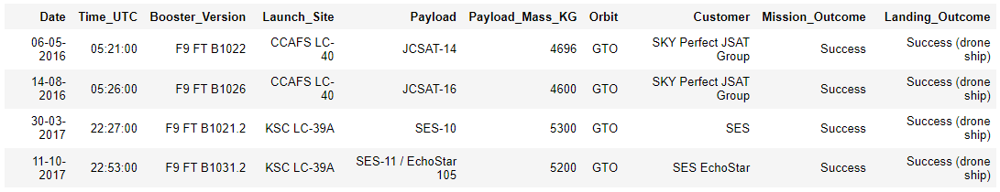 Date Time_UTC Booster_Version Launch_Site Payload Payload_Mass_KG Orbit Customer Mission_Outcome Landing_Outcome
06-05-2016 05:21:00 F9 FT B1022 CCAFS LC-40 JCSAT-14 4696 GTO SKY Perfect JSAT Group Success Success (drone ship)
14-08-2016 05:26:00 F9 FT B1026 CCAFS LC-40 JCSAT-16 4600 GTO SKY Perfect JSAT Group Success Success (drone ship)
30-03-2017 22:27:00 F9 FT B1021.2 KSC LC-39A SES-10 5300 GTO SES Success Success (drone ship)
11-10-2017 22:53:00 F9 FT B1031.2 KSC LC-39A SES-11 / EchoStar 105 5200 GTO SES EchoStar Success Success (drone ship)